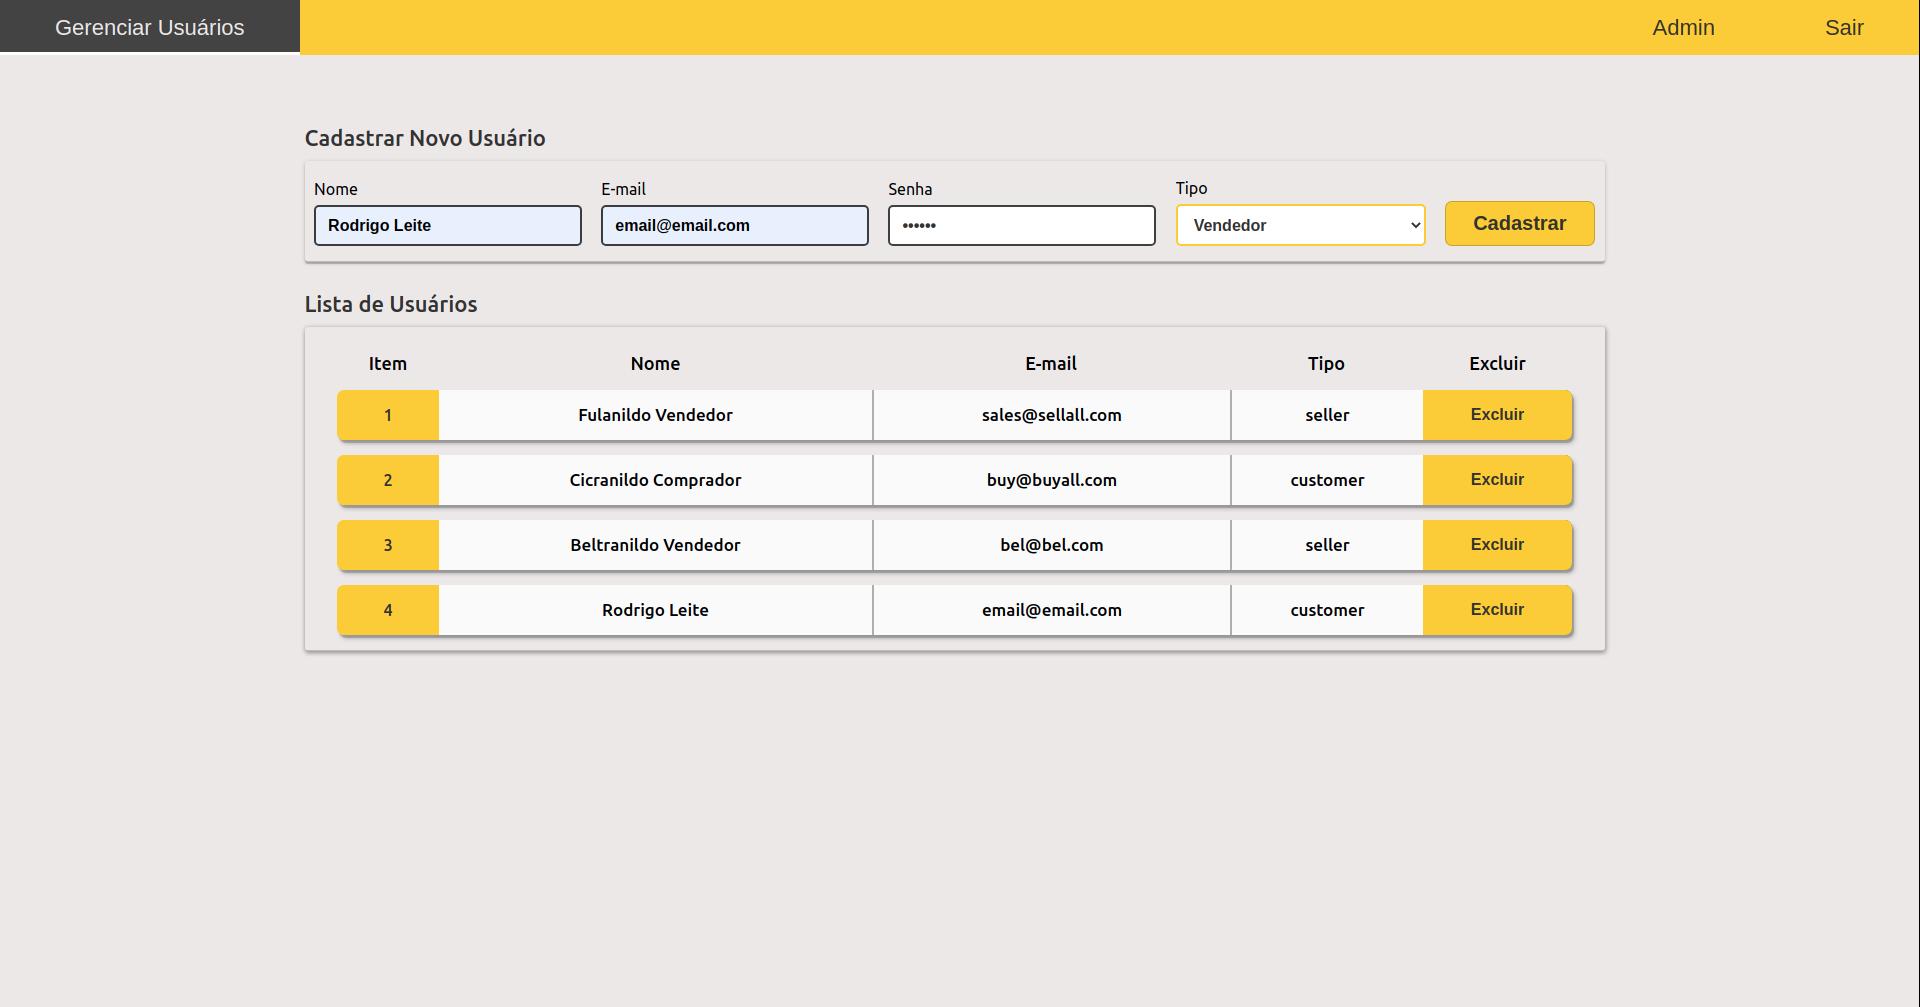 Gerenciar Usuários Admin Sair
Cadastrar Novo Usuário
Nome E-mail Senha Tipo
Rodrigo Leite email@email.com •••••• Vendedor Cadastrar
Lista de Usuários
Item Nome E-mail Tipo Excluir
1 Fulanildo Vendedor sales@sellall.com seller Excluir
2 Cicranildo Comprador buy@buyall.com customer Excluir
3 Beltranildo Vendedor bel@bel.com seller Excluir
4 Rodrigo Leite email@email.com customer Excluir